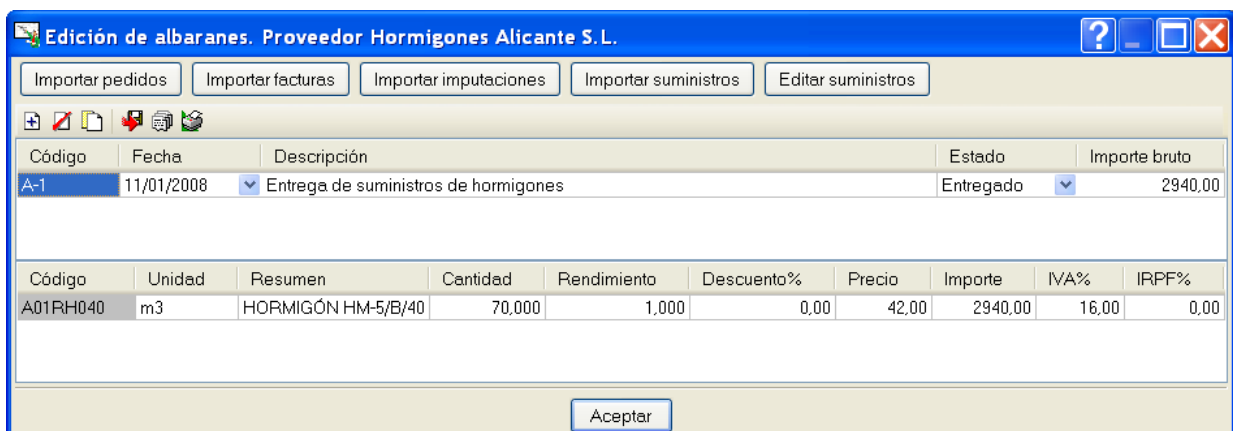 Edición de albaranes. Proveedor Hormigones Alicante S.L.
Importar pedidos Importar facturas Importar imputaciones Importar suministros Editar suministros
Código Fecha Descripción Estado Importe bruto
A-1 11/01/2008 Entrega de suministros de hormigones Entregado 2940,00
Código Unidad Resumen Cantidad Rendimiento Descuento% Precio Importe IVA% IRPF%
A01RH040 m3 HORMIGÓN HM-5/B/40 70,000 1,000 0,00 42,00 2940,00 16,00 0,00
Aceptar